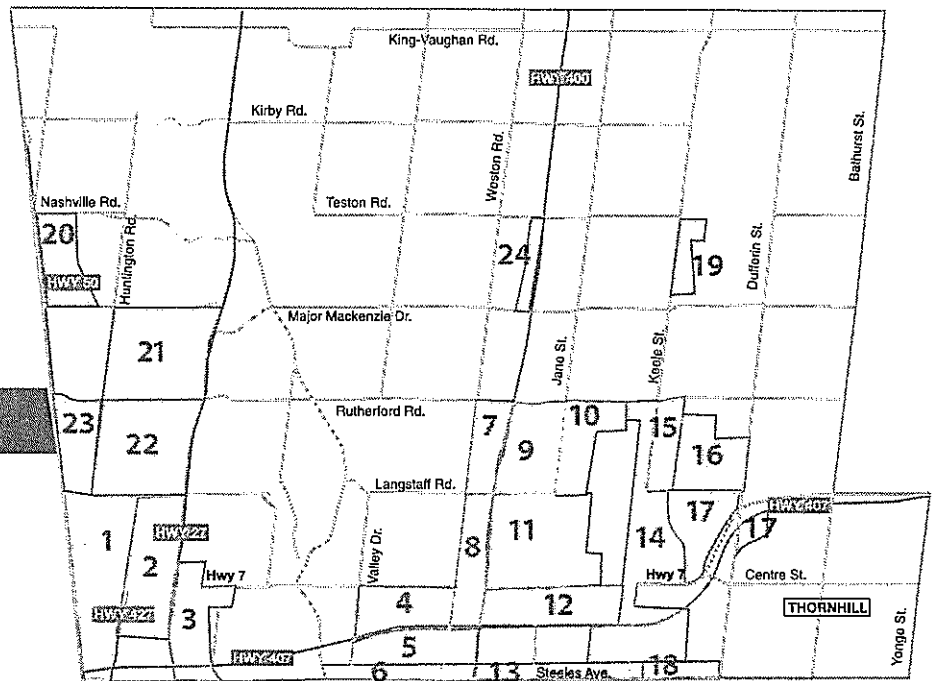 King-Vaughan Rd.
HWY 400
Kirby Rd.
Weston Rd.
Bathurst St.
Nashville Rd.
Teston Rd.
20
Huntington Rd.
24
19
Dufferin St.
HWY 50
Major Mackenzie Dr.
21
Jane St.
Keele St.
Rutherford Rd.
7
10
15
23
22
9
16
Langstaff Rd.
1
2
HWY 27
8
11
14
17
17
HWY 407
Valley Dr.
Hwy 7
Hwy 7
Centre St.
HWY 427
3
4
12
THORNHILL
5
HWY 407
6
13
Steeles Ave.
18
Yonge St.